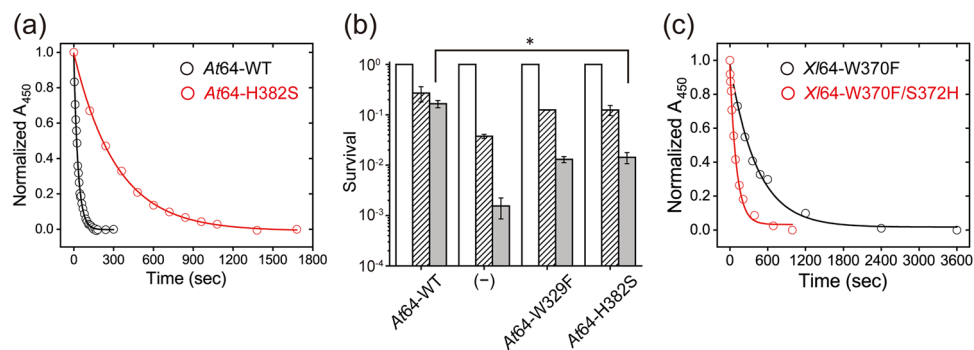 (a)
1.0
0.8
0.6
0.4
0.2
0.0
Normalized A450
At64-WT
At64-H382S
0 300 600 900 1200 1500 1800
Time (sec)
(b)
*
10^0
10^-1
10^-2
10^-3
10^-4
Survival
At64-WT
(−)
At64-W329F
At64-H382S
(c)
1.0
0.8
0.6
0.4
0.2
0.0
Normalized A450
Xl64-W370F
Xl64-W370F/S372H
0 600 1200 1800 2400 3000 3600
Time (sec)